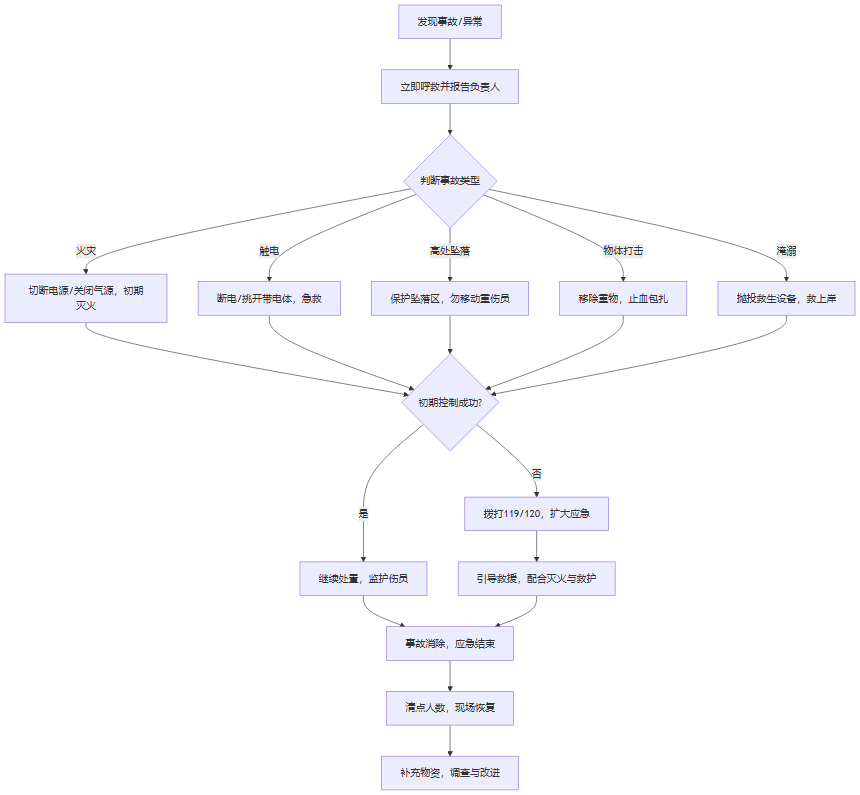 发现事故/异常
立即呼救并报告负责人
判断事故类型
火灾
触电
高处坠落
物体打击
淹溺
切断电源/关闭气源，初期
灭火
断电/挑开带电体，急救
保护坠落区，勿移动重伤员
移除重物，止血包扎
抛投救生设备，救上岸
初期控制成功?
否
是
拨打119/120，扩大应急
继续处置，监护伤员
引导救援，配合灭火与救护
事故消除，应急结束
清点人数，现场恢复
补充物资，调查与改进